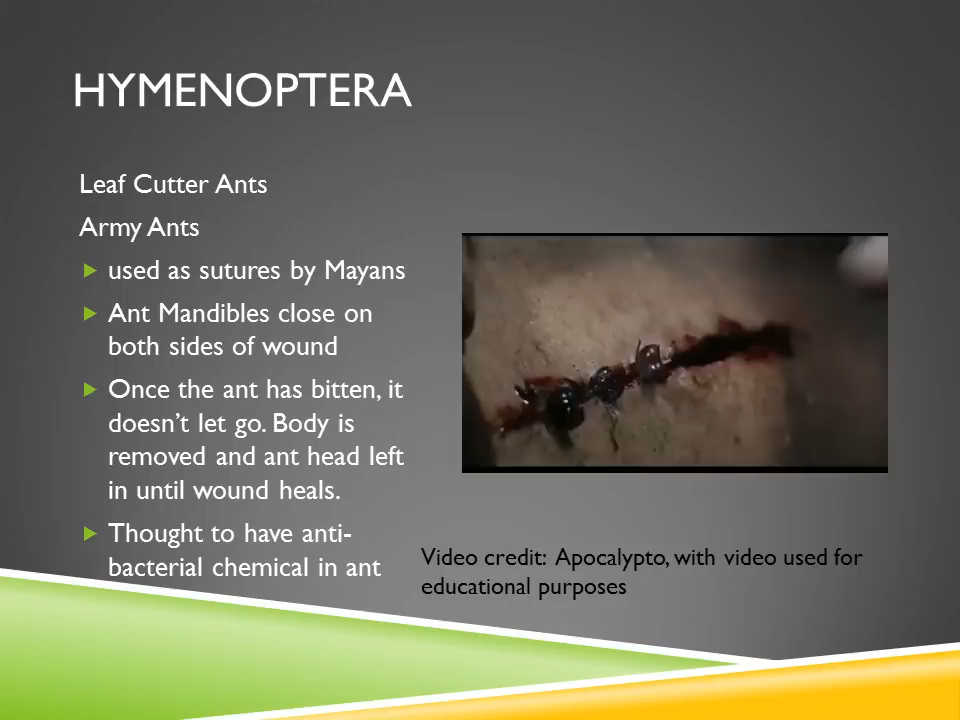 HYMENOPTERA
Leaf Cutter Ants
Army Ants
used as sutures by Mayans
Ant Mandibles close on
both sides of wound
Once the ant has bitten, it
doesn’t let go. Body is
removed and ant head left
in until wound heals.
Thought to have anti-
bacterial chemical in ant
Video credit: Apocalypto, with video used for
educational purposes